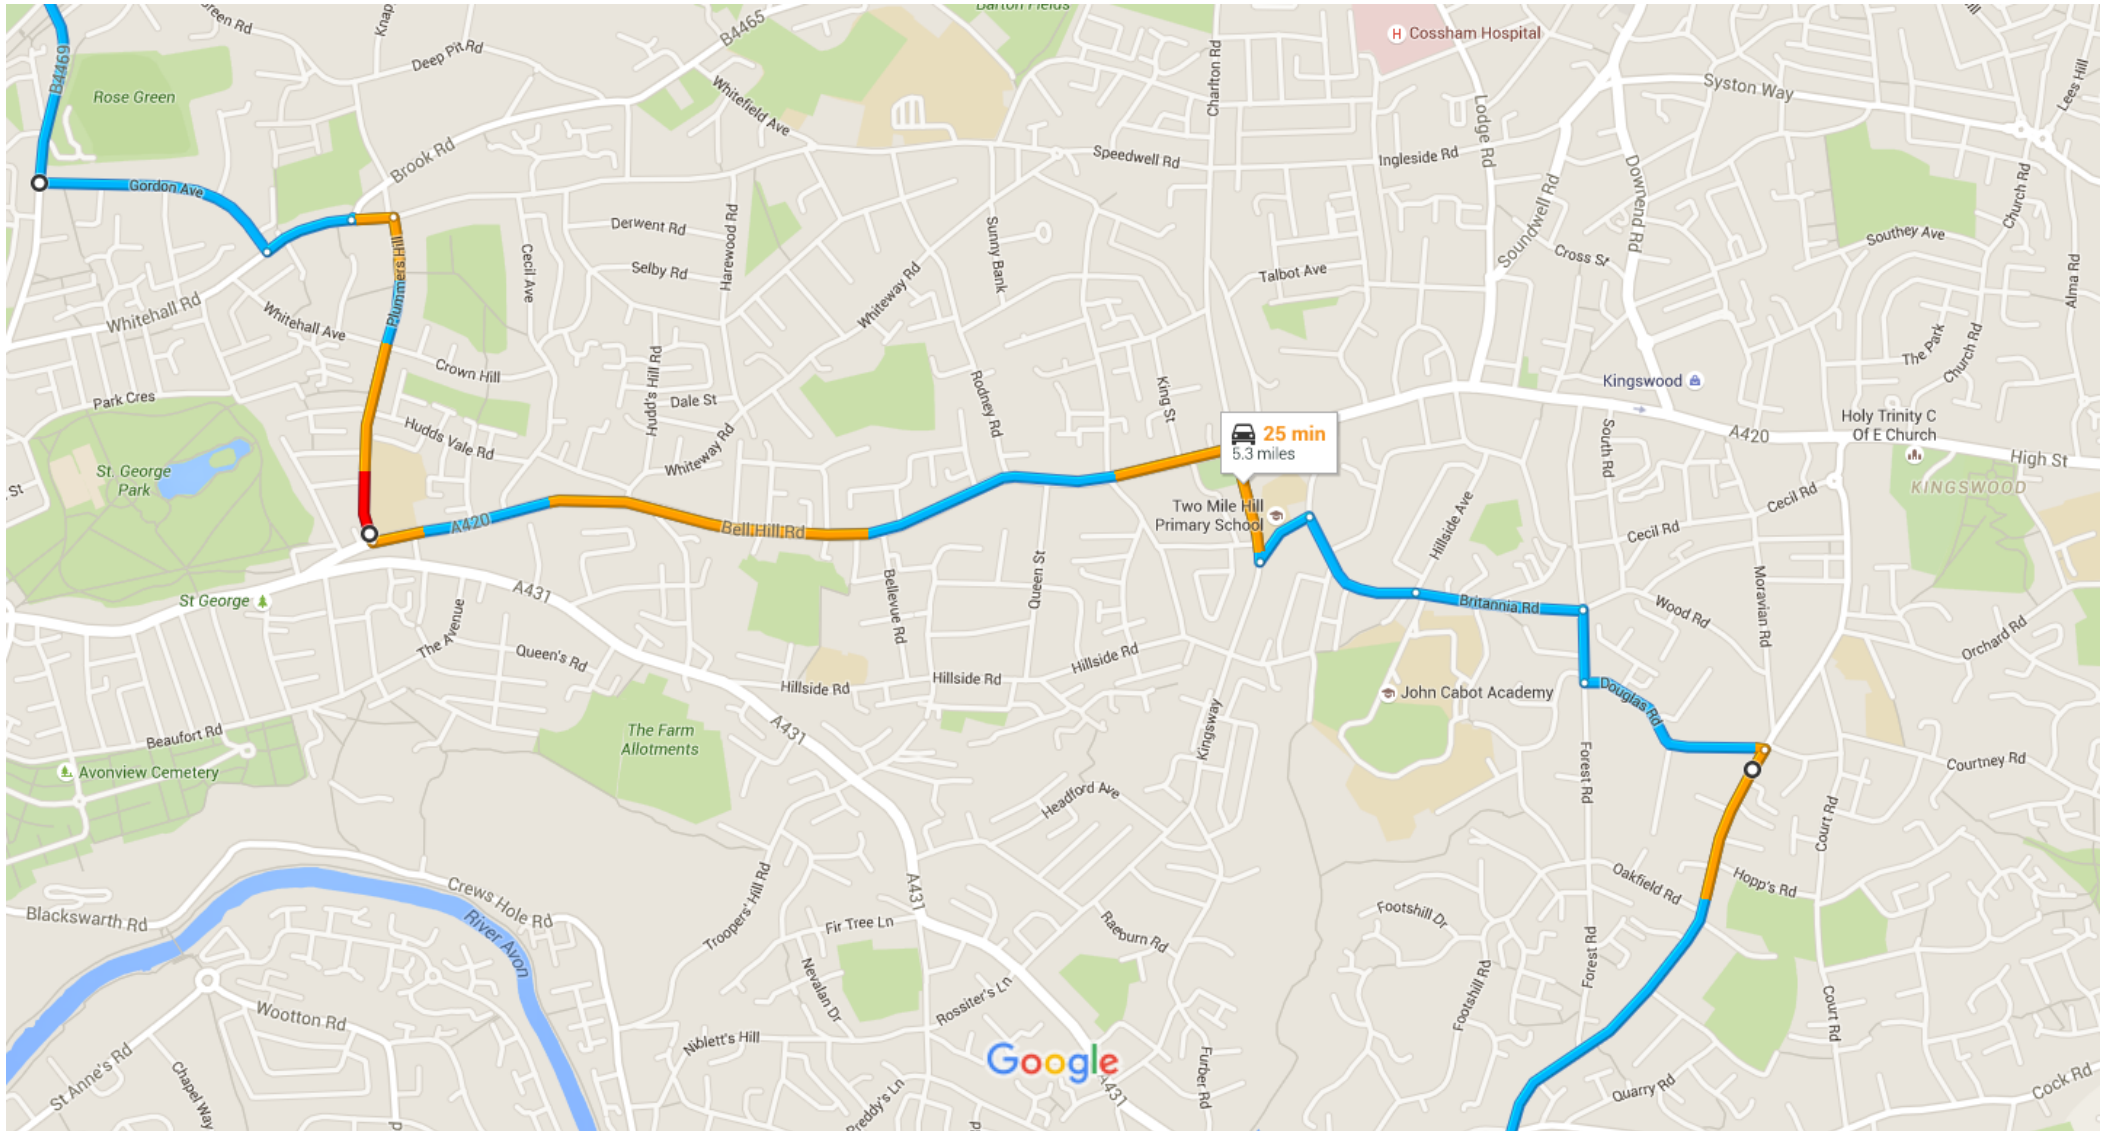 Green Rd
Knap
B4465
Barton Fields
Cossham Hospital
B4469
Deep Pit Rd
Charlton Rd
Syston Way
Lees Hill
Rose Green
Whitefield Ave
Lodge Rd
Brook Rd
Speedwell Rd
Ingleside Rd
Downend Rd
Church Rd
Gordon Ave
Derwent Rd
Harewood Rd
Sunny Bank
Soundwell Rd
Southey Ave
Plummers Hill
Cecil Ave
Selby Rd
Talbot Ave
Cross St
Alma Rd
Whitehall Rd
Whitehall Ave
Whiteway Rd
The Park
Church Rd
Crown Hill
Hudd's Hill Rd
Rodney Rd
King St
Kingswood
Park Cres
Dale St
Holy Trinity C
Of E Church
Hudds Vale Rd
Whiteway Rd
25 min
5.3 miles
South Rd
A420
High St
St. George
Park
St
Two Mile Hill
Primary School
Hillside Ave
Cecil Rd
KINGSWOOD
A420
Bell Hill Rd
Cecil Rd
St George
A431
Bellevue Rd
Queen St
Britannia Rd
Wood Rd
Moravian Rd
The Avenue
Queen's Rd
Hillside Rd
Orchard Rd
Hillside Rd
Hillside Rd
John Cabot Academy
Douglas Rd
Beaufort Rd
The Farm
Allotments
A431
Kingsway
Forest Rd
Avonview Cemetery
Headford Ave
Courtney Rd
Court Rd
Crews Hole Rd
A431
Oakfield Rd
Hopp's Rd
Blackswarth Rd
River Avon
Troopers' Hill Rd
Fir Tree Ln
Raeburn Rd
Footshill Dr
Forest Rd
Nevalan Dr
Rossiter's Ln
Footshill Rd
Court Rd
Wootton Rd
Niblett's Hill
Google
Furber Rd
St Anne's Rd
Chapel Way
A431
Quarry Rd
Cock Rd